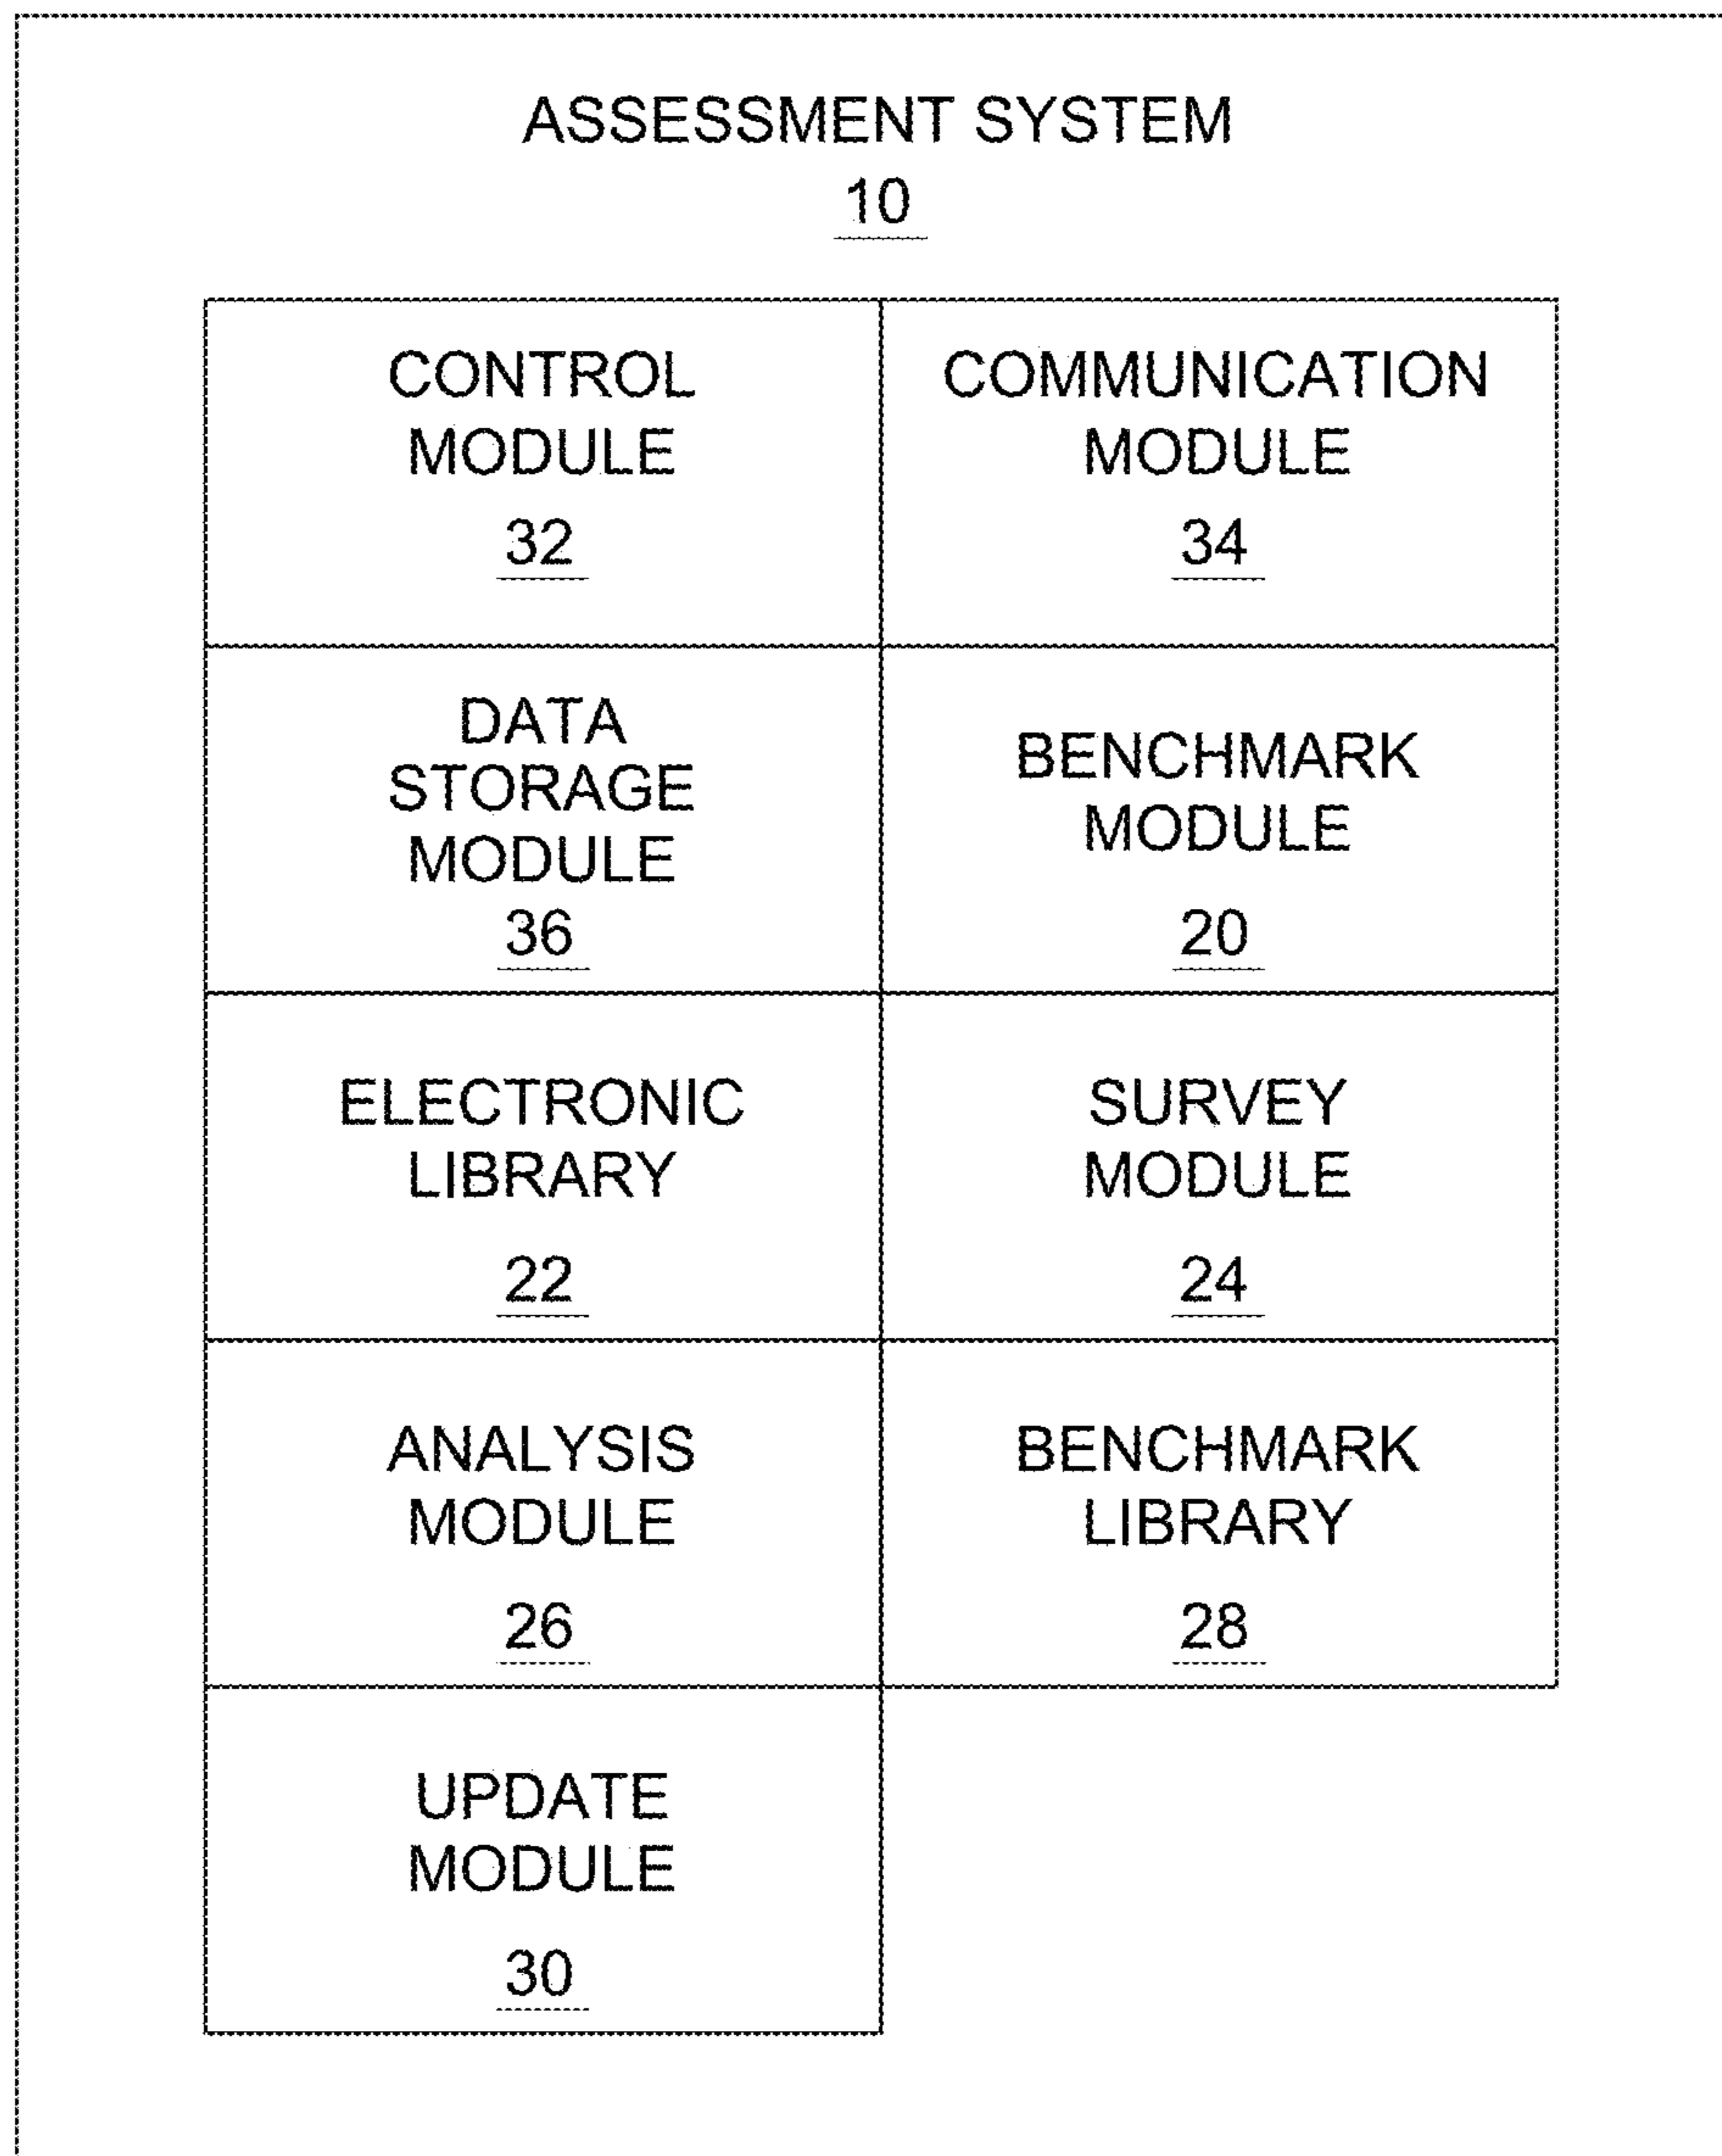 ASSESSMENT SYSTEM
10
CONTROL
MODULE
32
COMMUNICATION
MODULE
34
DATA
STORAGE
MODULE
36
BENCHMARK
MODULE
20
ELECTRONIC
LIBRARY
22
SURVEY
MODULE
24
ANALYSIS
MODULE
26
BENCHMARK
LIBRARY
28
UPDATE
MODULE
30